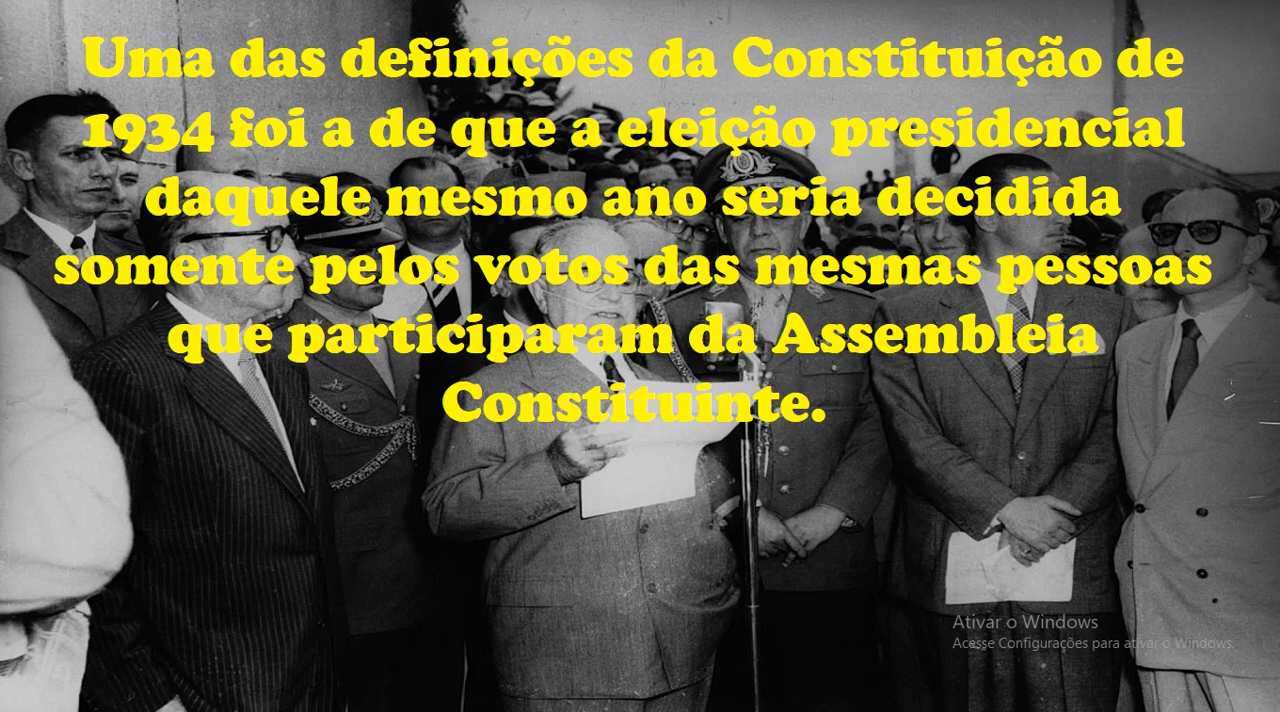 Uma das definições da Constituição de
1934 foi a de que a eleição presidencial
daquele mesmo ano seria decidida
somente pelos votos das mesmas pessoas
que participaram da Assembleia
Constituinte.
Ativar o Windows
Acesse Configurações para ativar o Windows.